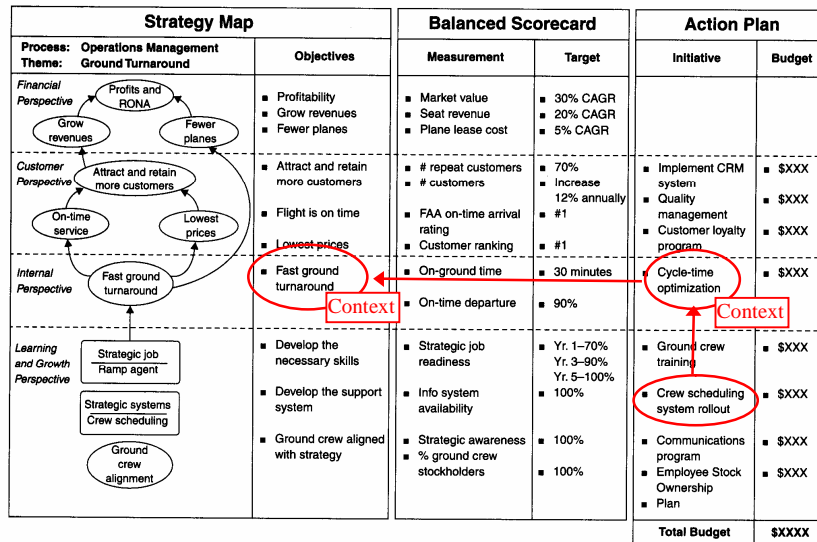 Strategy Map
Balanced Scorecard
Action Plan
Process: Operations Management
Theme: Ground Turnaround
Objectives
Measurement
Target
Initiative
Budget
Financial
Perspective
Profits and
RONA
Grow
revenues
Fewer
planes
■ Profitability
■ Grow revenues
■ Fewer planes
■ Market value
■ Seat revenue
■ Plane lease cost
■ 30% CAGR
■ 20% CAGR
■ 5% CAGR
Customer
Perspective
Attract and retain
more customers
On-time
service
Lowest
prices
■ Attract and retain
more customers
■ Flight is on time
■ Lowest prices
■ # repeat customers
■ # customers
■ FAA on-time arrival
rating
■ Customer ranking
■ 70%
■ Increase
12% annually
■ #1
■ #1
■ Implement CRM
system
■ Quality
management
■ Customer loyalty
program
■ $XXX
■ $XXX
■ $XXX
Internal
Perspective
Fast ground
turnaround
■ Fast ground
turnaround
Context
■ On-ground time
■ On-time departure
■ 30 minutes
■ 90%
■ Cycle-time
optimization
Context
■ $XXX
Learning
and Growth
Perspective
Strategic job
Ramp agent
Strategic systems
Crew scheduling
Ground
crew
alignment
■ Develop the
necessary skills
■ Develop the support
system
■ Ground crew aligned
with strategy
■ Strategic job
readiness
■ Info system
availability
■ Strategic awareness
■ % ground crew
stockholders
■ Yr. 1–70%
Yr. 3–90%
Yr. 5–100%
■ 100%
■ 100%
■ 100%
■ Ground crew
training
■ Crew scheduling
system rollout
■ Communications
program
■ Employee Stock
Ownership
■ Plan
■ $XXX
■ $XXX
■ $XXX
■ $XXX
Total Budget
$XXXX